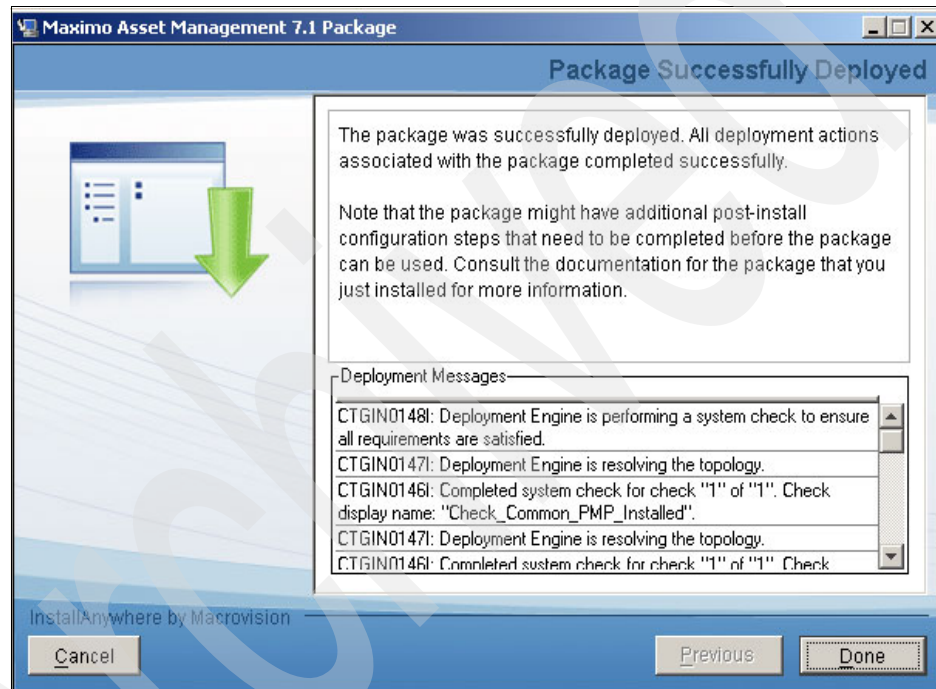 Maximo Asset Management 7.1 Package
Package Successfully Deployed
The package was successfully deployed. All deployment actions
associated with the package completed successfully.
Note that the package might have additional post-install
configuration steps that need to be completed before the package
can be used. Consult the documentation for the package that you
just installed for more information.
Deployment Messages
CTGIN0148I: Deployment Engine is performing a system check to ensure
all requirements are satisfied.
CTGIN0147I: Deployment Engine is resolving the topology.
CTGIN0146I: Completed system check for check "1" of "1". Check
display name: "Check_Common_PMP_Installed".
CTGIN0147I: Deployment Engine is resolving the topology.
CTGIN0146I: Completed system check for check "1" of "1". Check
InstallAnywhere by Macrovision
Cancel
Previous
Done